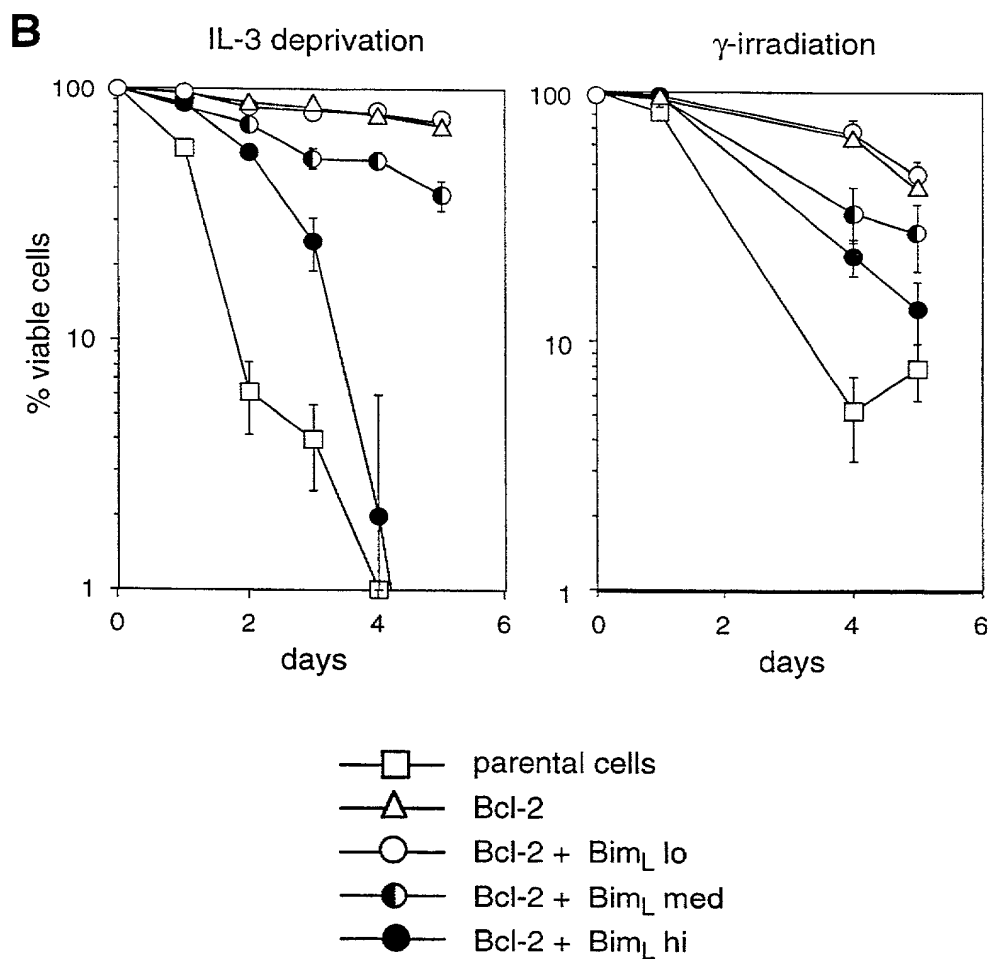 B
IL-3 deprivation
γ-irradiation
% viable cells
100
10
1
0 2 4 6
days
100
10
1
0 2 4 6
days
parental cells
Bcl-2
Bcl-2 + BimL lo
Bcl-2 + BimL med
Bcl-2 + BimL hi